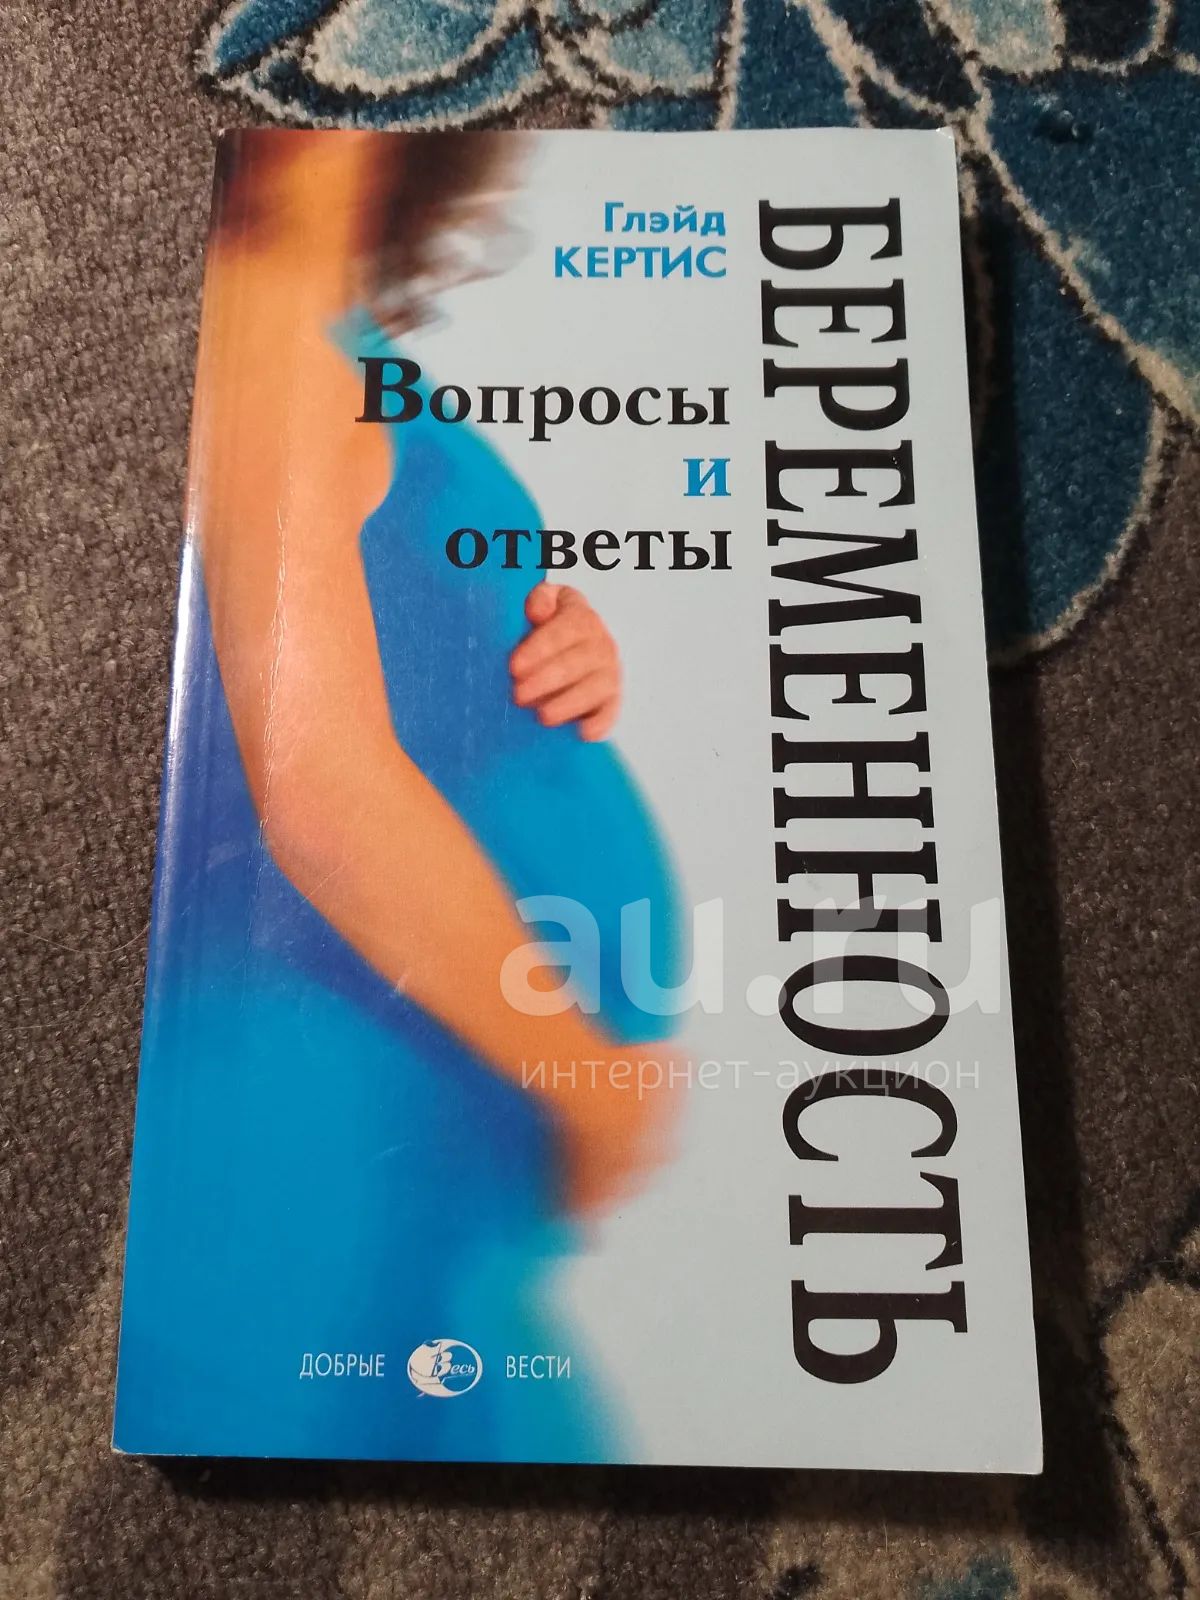 Глэйд
КЕРТИС
Вопросы
и
ответы
БЕРЕМЕННОСТЬ
au.ru
интернет-аукцион
ДОБРЫЕ Весь ВЕСТИ